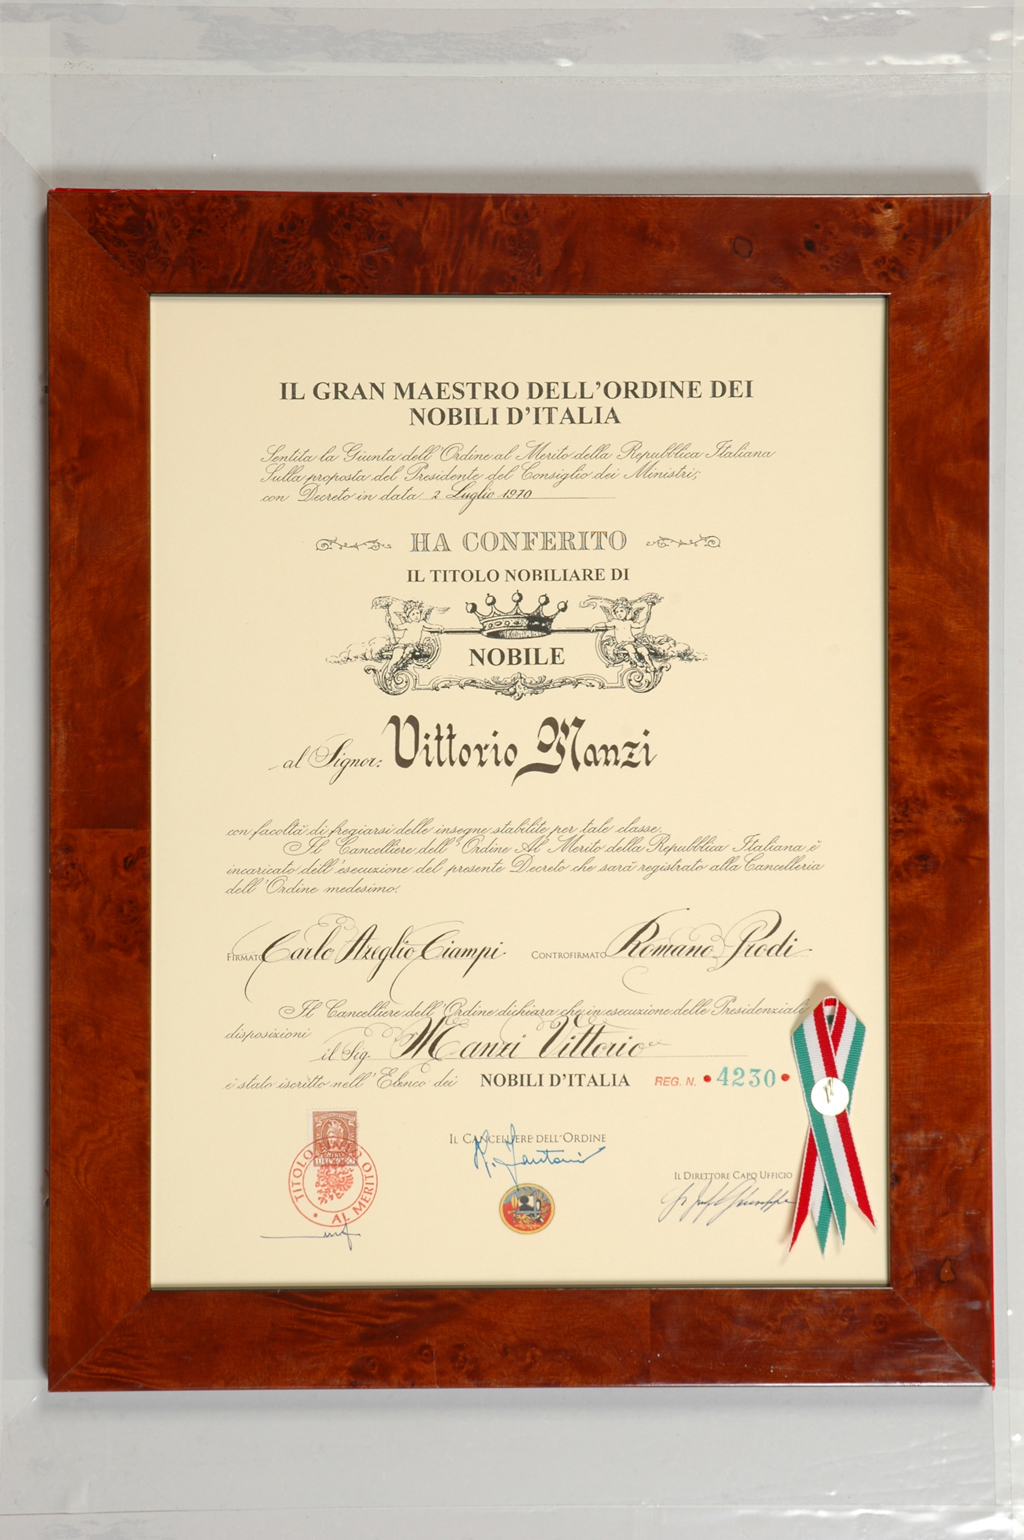 IL GRAN MAESTRO DELL'ORDINE DEI
NOBILI D'ITALIA
Sentita la Giunta dell'Ordine al Merito della Repubblica Italiana
Sulla proposta del Presidente del Consiglio dei Ministri;
con Decreto in data 2 Luglio 1970
HA CONFERITO
IL TITOLO NOBILIARE DI
NOBILE
al Signor: Vittorio Manzi
con facoltà di fregiarsi delle insegne stabilite per tale classe.
Il Cancelliere dell'Ordine Al Merito della Repubblica Italiana è
incaricato dell'esecuzione del presente Decreto che sarà registrato alla Cancelleria
dell'Ordine medesimo.
FIRMATO Carlo Azeglio Ciampi CONTROFIRMATO Romano Prodi
Il Cancelliere dell'Ordine dichiara che in esecuzione delle Presidenziale
disposizioni
il Sig. Manzi Vittorio
è stato iscritto nell'Elenco dei NOBILI D'ITALIA REG. N. • 4230 •
IL CANCELLIERE DELL'ORDINE
IL DIRETTORE CAPO UFFICIO
TITOLO
AL MERITO